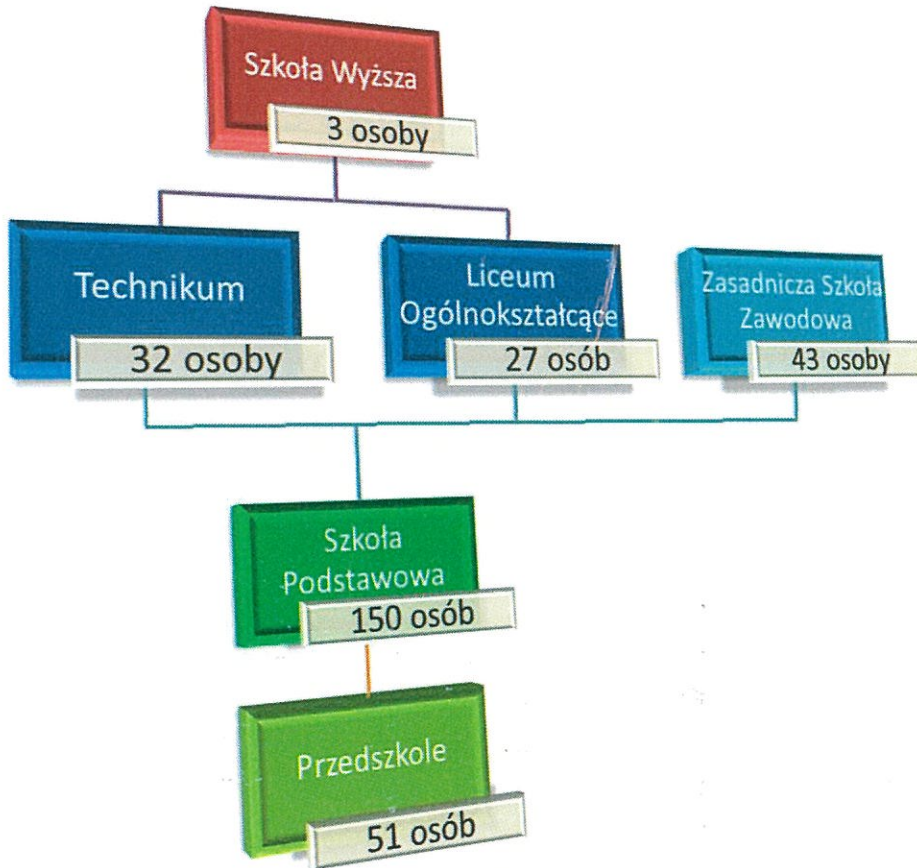 Szkoła Wyższa
3 osoby
Technikum
32 osoby
Liceum
Ogólnokształcące
27 osób
Zasadnicza Szkoła
Zawodowa
43 osoby
Szkoła
Podstawowa
150 osób
Przedszkole
51 osób